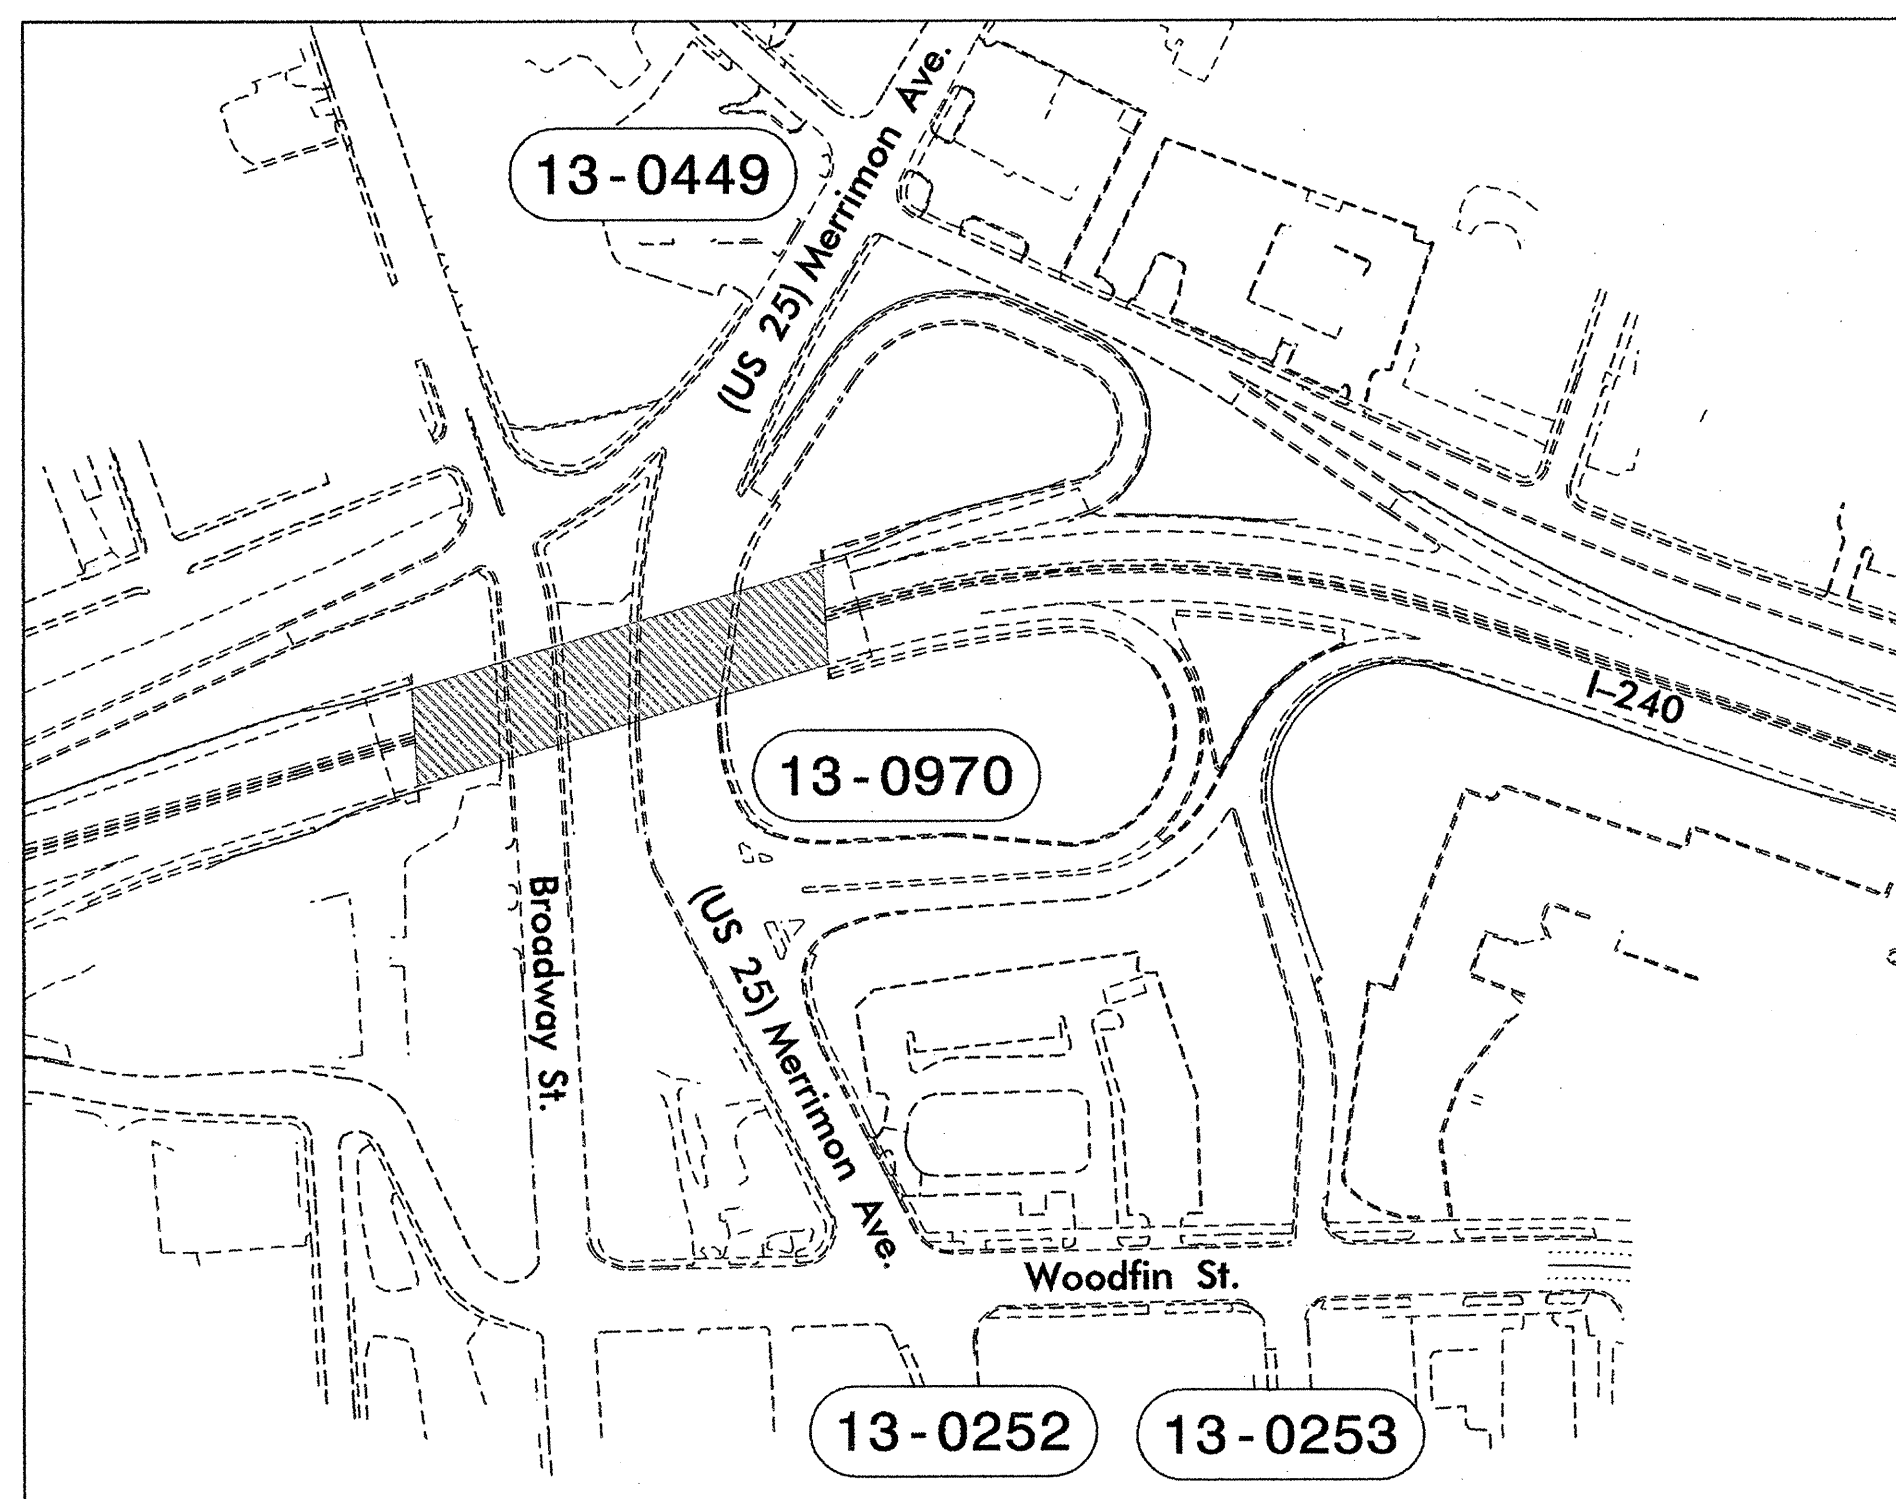 13-0449
(US 25) Merrimon Ave.
I-240
13-0970
Broadway St.
(US 25) Merrimon Ave.
Woodfin St.
13-0252
13-0253